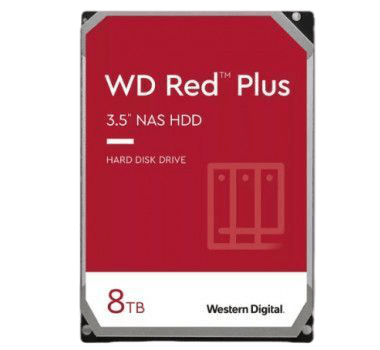 WD Red™ Plus
3.5" NAS HDD
HARD DISK DRIVE
8TB
Western Digital.